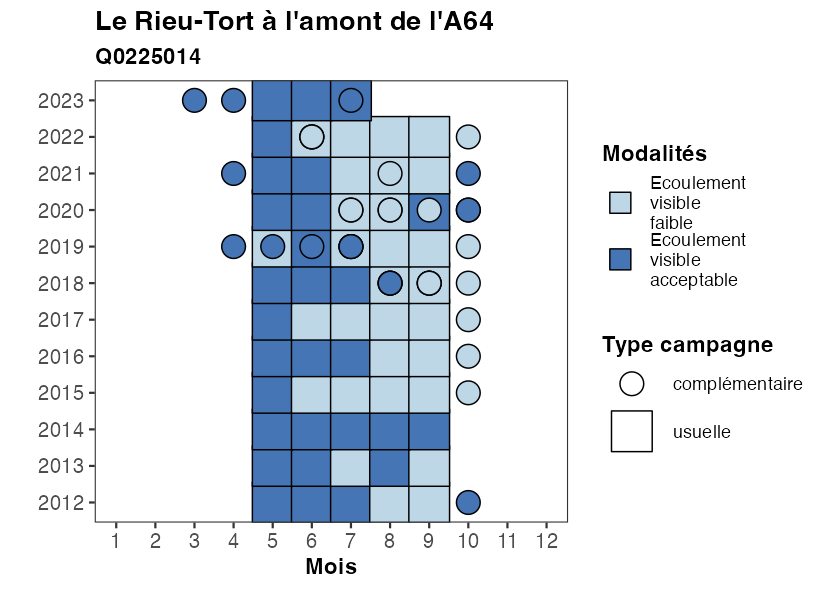 Le Rieu-Tort à l'amont de l'A64
Q0225014
2023
2022
2021
2020
2019
2018
2017
2016
2015
2014
2013
2012
1 2 3 4 5 6 7 8 9 10 11 12
Mois
Modalités
Ecoulement
visible
faible
Ecoulement
visible
acceptable
Type campagne
complémentaire
usuelle